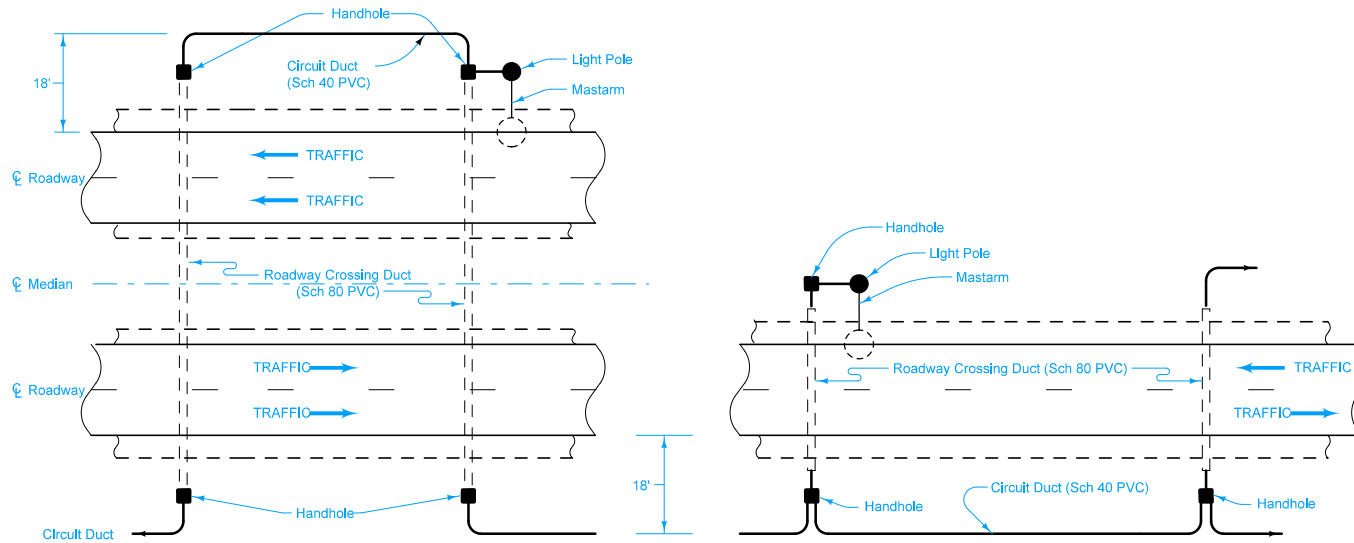 Handhole
Circuit Duct
(Sch 40 PVC)
Light Pole
18'
Mastarm
TRAFFIC
℄ Roadway
TRAFFIC
Roadway Crossing Duct
(Sch 80 PVC)
℄ Median
TRAFFIC
℄ Roadway
TRAFFIC
18'
Handhole
Circuit Duct
Handhole
Light Pole
Mastarm
Roadway Crossing Duct (Sch 80 PVC)
TRAFFIC
TRAFFIC
Circuit Duct (Sch 40 PVC)
Handhole
Handhole